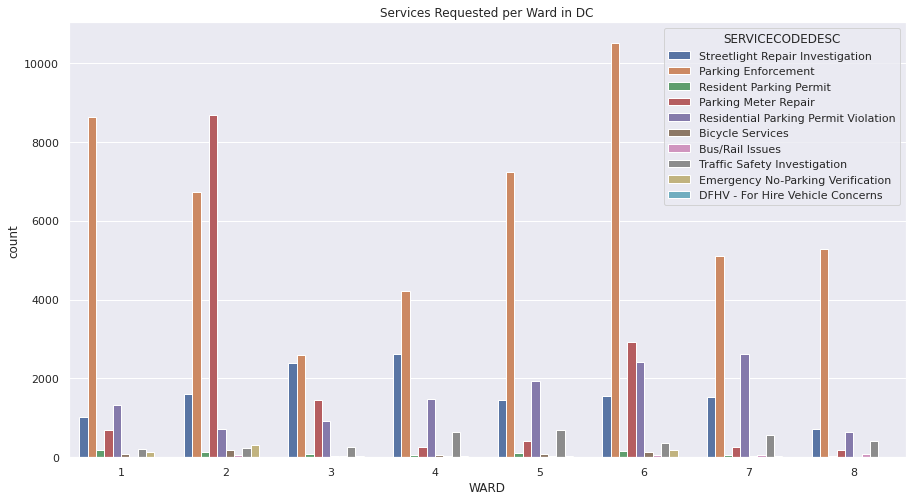 Services Requested per Ward in DC
SERVICECODEDESC
Streetlight Repair Investigation
Parking Enforcement
Resident Parking Permit
Parking Meter Repair
Residential Parking Permit Violation
Bicycle Services
Bus/Rail Issues
Traffic Safety Investigation
Emergency No-Parking Verification
DFHV - For Hire Vehicle Concerns
10000
8000
6000
4000
2000
0
count
1 2 3 4 5 6 7 8
WARD